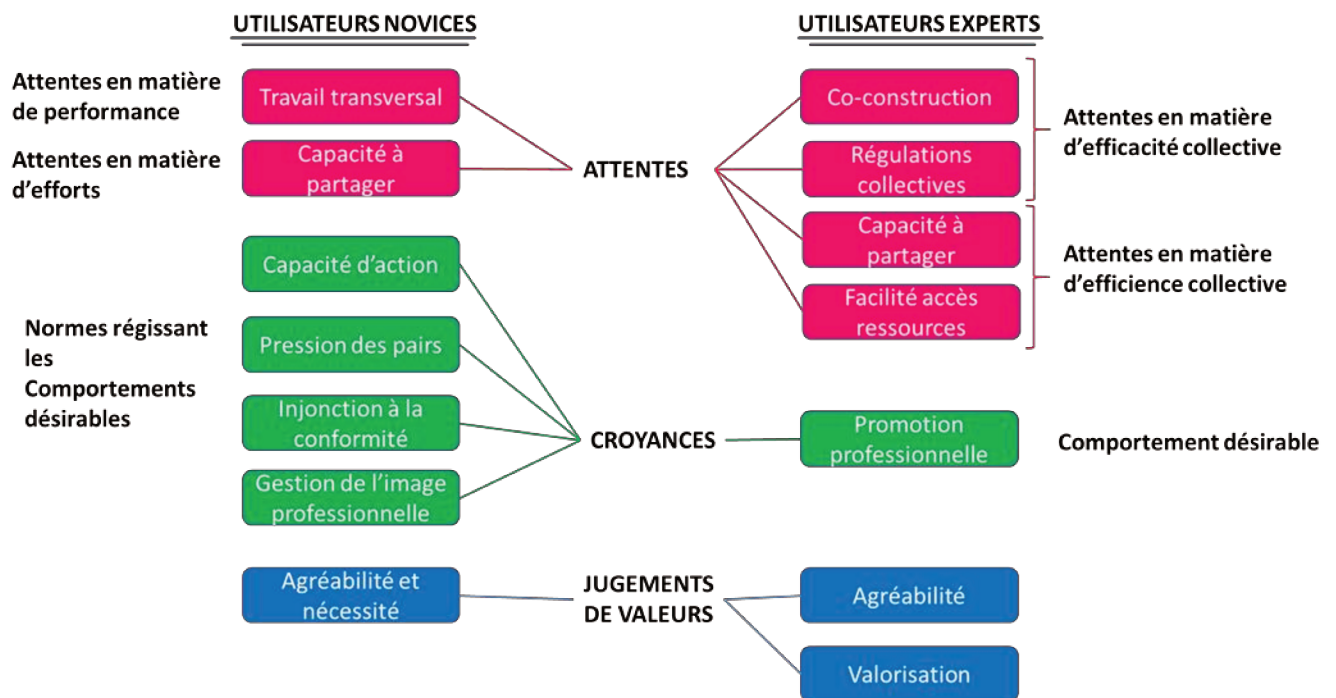 UTILISATEURS NOVICES
UTILISATEURS EXPERTS
Attentes en matière
de performance
Travail transversal
Attentes en matière
d'efforts
Capacité à
partager
ATTENTES
Co-construction
Régulations
collectives
Attentes en matière
d'efficacité collective
Capacité à
partager
Facilité accès
ressources
Attentes en matière
d'efficience collective
Normes régissant
les
Comportements
désirables
Capacité d'action
Pression des pairs
Injonction à la
conformité
Gestion de l'image
professionnelle
CROYANCES
Promotion
professionnelle
Comportement désirable
Agréabilité et
nécessité
JUGEMENTS
DE VALEURS
Agréabilité
Valorisation